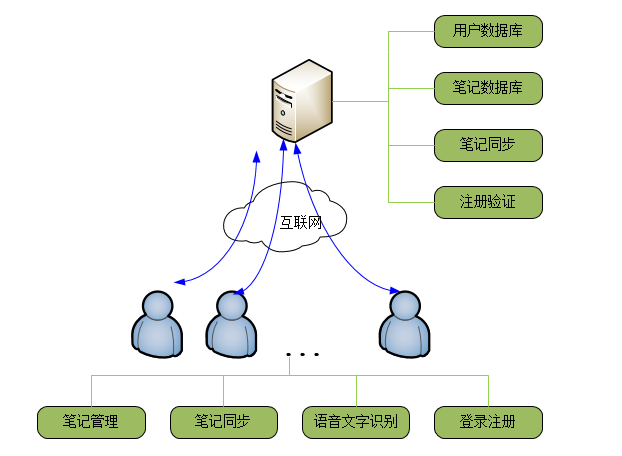 用户数据库
笔记数据库
笔记同步
注册验证
互联网
...
笔记管理
笔记同步
语音文字识别
登录注册